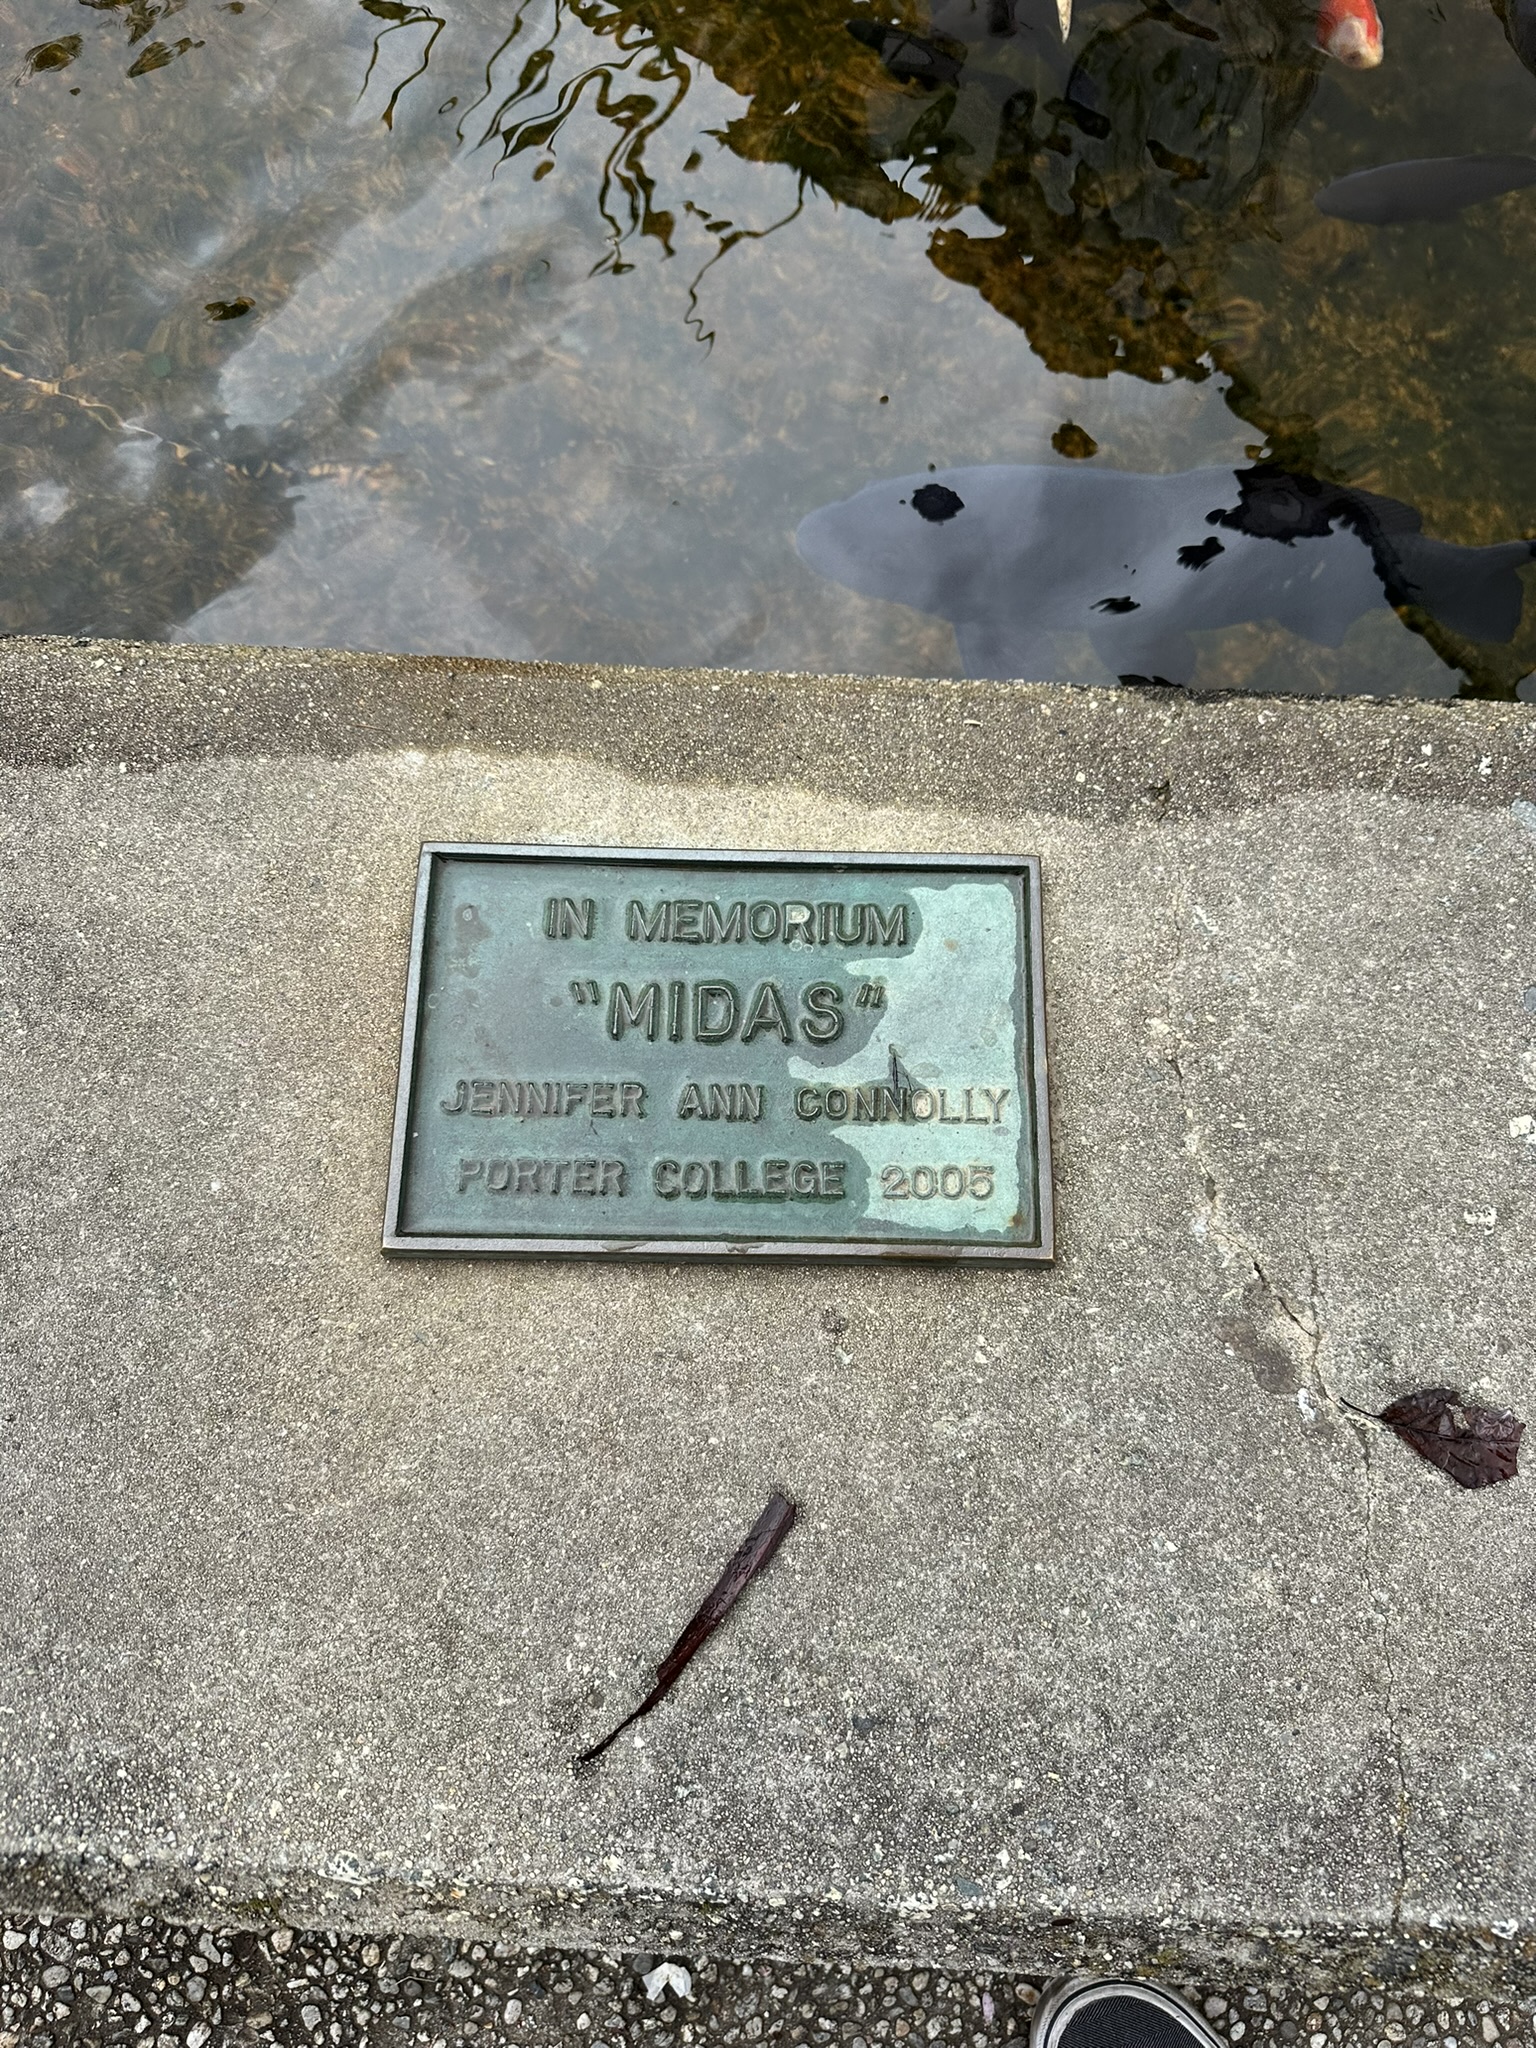 IN MEMORIUM
"MIDAS"
JENNIFER ANN CONNOLLY
PORTER COLLEGE 2005